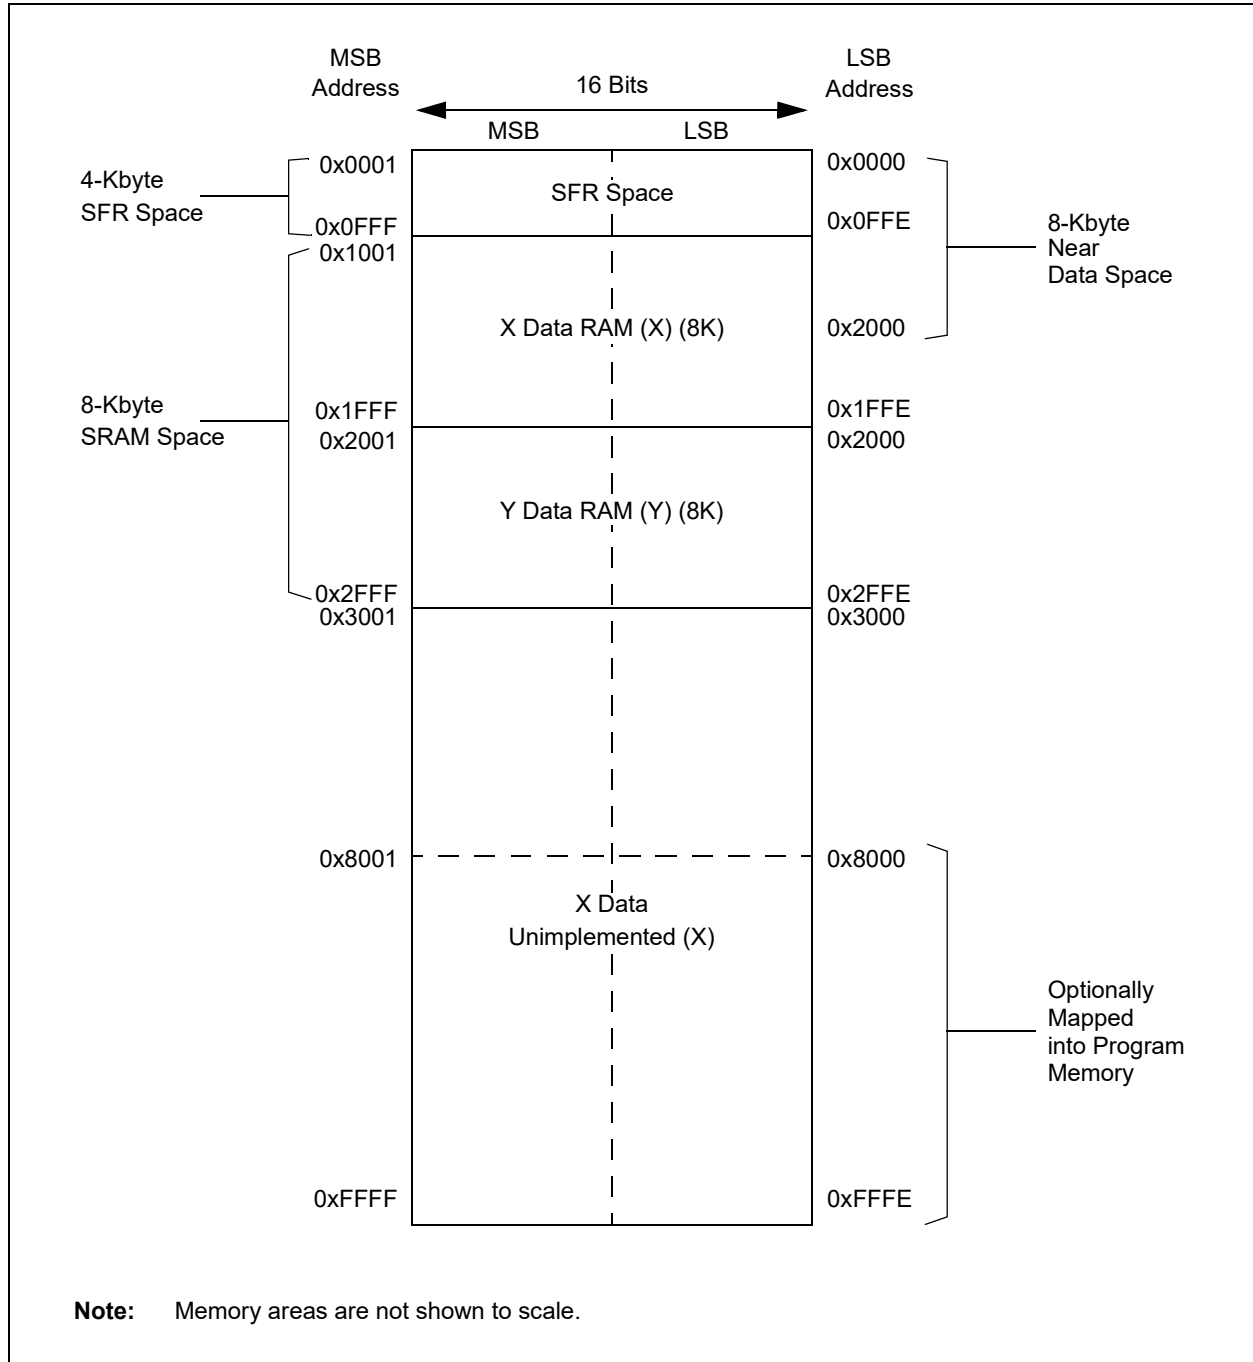 MSB
Address
LSB
Address
16 Bits
MSB
LSB
0x0001
0x0000
4-Kbyte
SFR Space
SFR Space
0x0FFF
0x0FFE
8-Kbyte
Near
Data Space
0x1001
X Data RAM (X) (8K)
0x2000
8-Kbyte
SRAM Space
0x1FFF
0x1FFE
0x2001
0x2000
Y Data RAM (Y) (8K)
0x2FFF
0x2FFE
0x3001
0x3000
0x8001
0x8000
X Data
Unimplemented (X)
Optionally
Mapped
into Program
Memory
0xFFFF
0xFFFE
Note: Memory areas are not shown to scale.